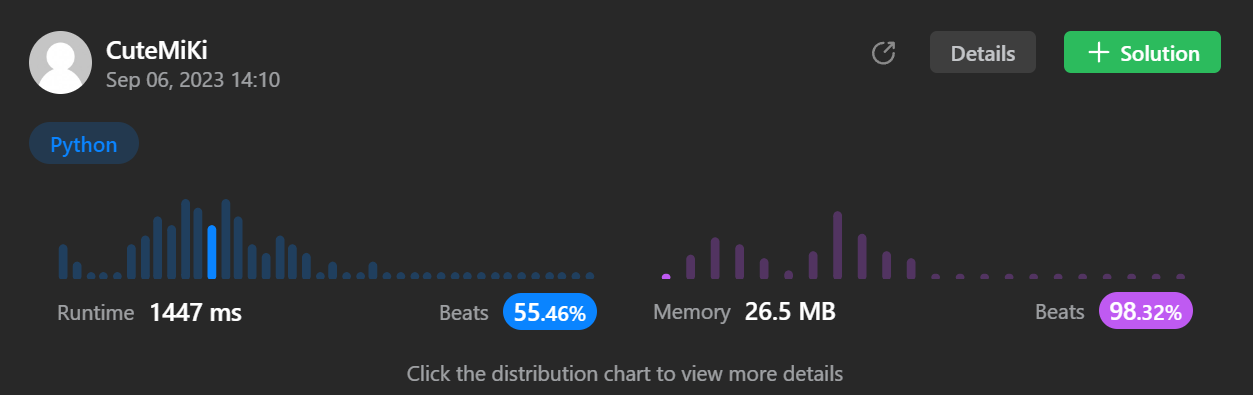 CuteMiKi
Sep 06, 2023 14:10
Details
Solution
Python
Runtime 1447 ms Beats 55.46%
Memory 26.5 MB Beats 98.32%
Click the distribution chart to view more details